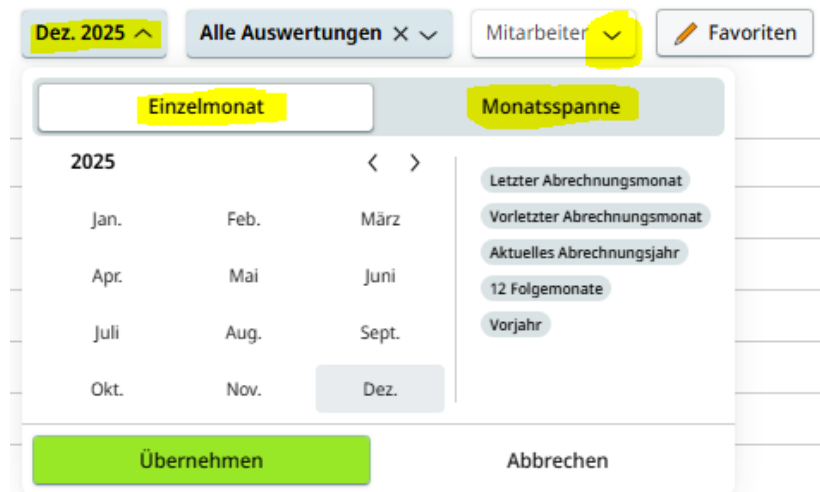 Dez. 2025 Alle Auswertungen Mitarbeiter Favoriten
Einzelmonat Monatsspanne
2025
Jan. Feb. März
Apr. Mai Juni
Juli Aug. Sept.
Okt. Nov. Dez.
Letzter Abrechnungsmonat
Vorletzter Abrechnungsmonat
Aktuelles Abrechnungsjahr
12 Folgemonate
Vorjahr
Übernehmen Abbrechen